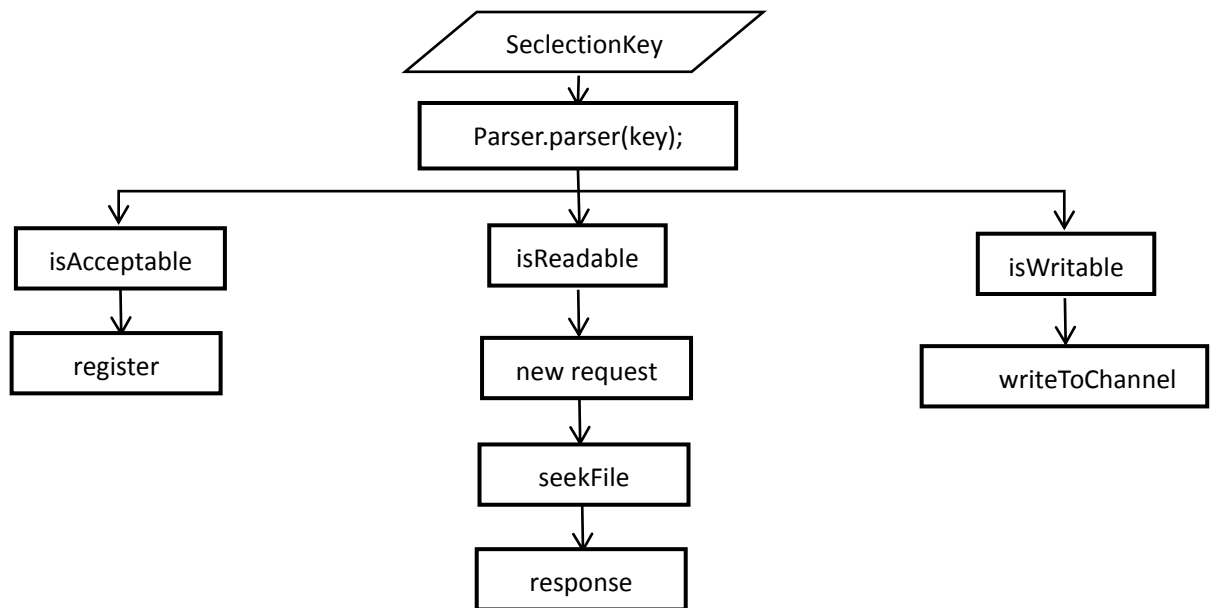 SeclectionKey
Parser.parser(key);
isAcceptable
isReadable
isWritable
register
new request
writeToChannel
seekFile
response